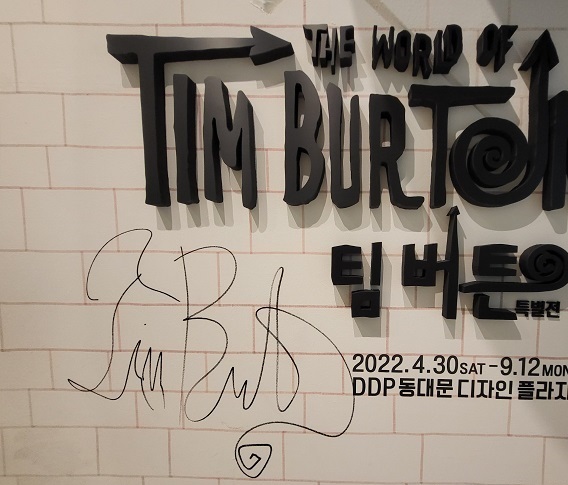 THE WORLD OF
TIM BURTON
팀 버튼
특별전
2022.4.30 SAT - 9.12 MON
DDP 동대문 디자인 플라자
Tim Burton